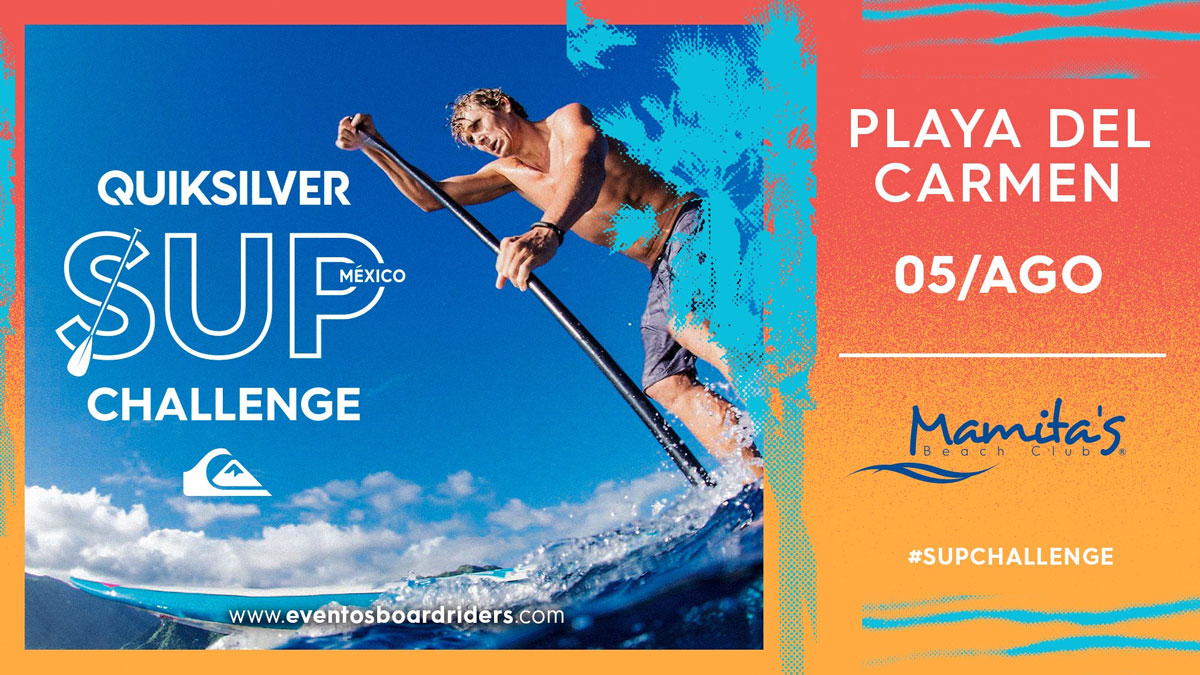 QUIKSILVER
SUP
MÉXICO
CHALLENGE
www.eventosboardriders.com
PLAYA DEL
CARMEN
05/AGO
Mamita's
Beach Club®
#SUPCHALLENGE